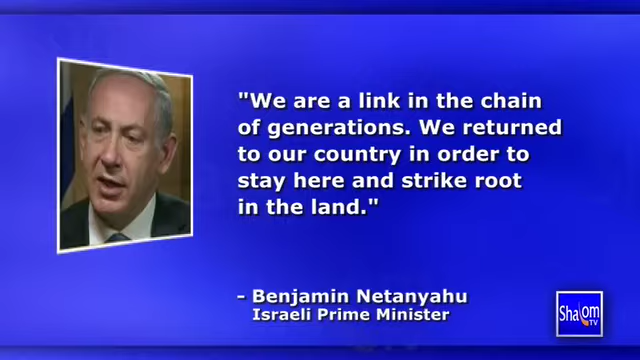 "We are a link in the chain
of generations. We returned
to our country in order to
stay here and strike root
in the land."
- Benjamin Netanyahu
Israeli Prime Minister
Shalom
TV